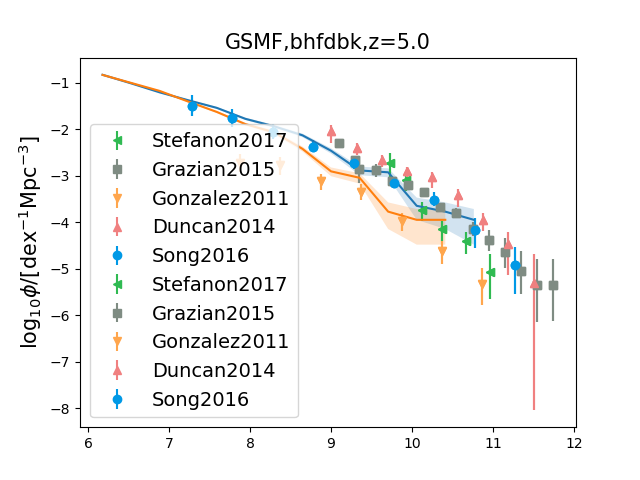 GSMF,bhfdbk,z=5.0
log₁₀ϕ/[dex⁻¹Mpc⁻³]
−1
−2
−3
−4
−5
−6
−7
−8
Stefanon2017
Grazian2015
Gonzalez2011
Duncan2014
Song2016
Stefanon2017
Grazian2015
Gonzalez2011
Duncan2014
Song2016
6 7 8 9 10 11 12